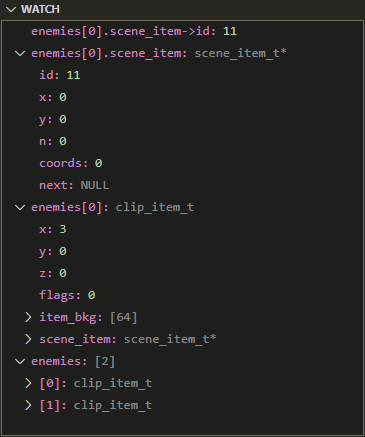 WATCH
enemies[0].scene_item->id: 11
enemies[0].scene_item: scene_item_t*
id: 11
x: 0
y: 0
n: 0
coords: 0
next: NULL
enemies[0]: clip_item_t
x: 3
y: 0
z: 0
flags: 0
item_bkg: [64]
scene_item: scene_item_t*
enemies: [2]
[0]: clip_item_t
[1]: clip_item_t